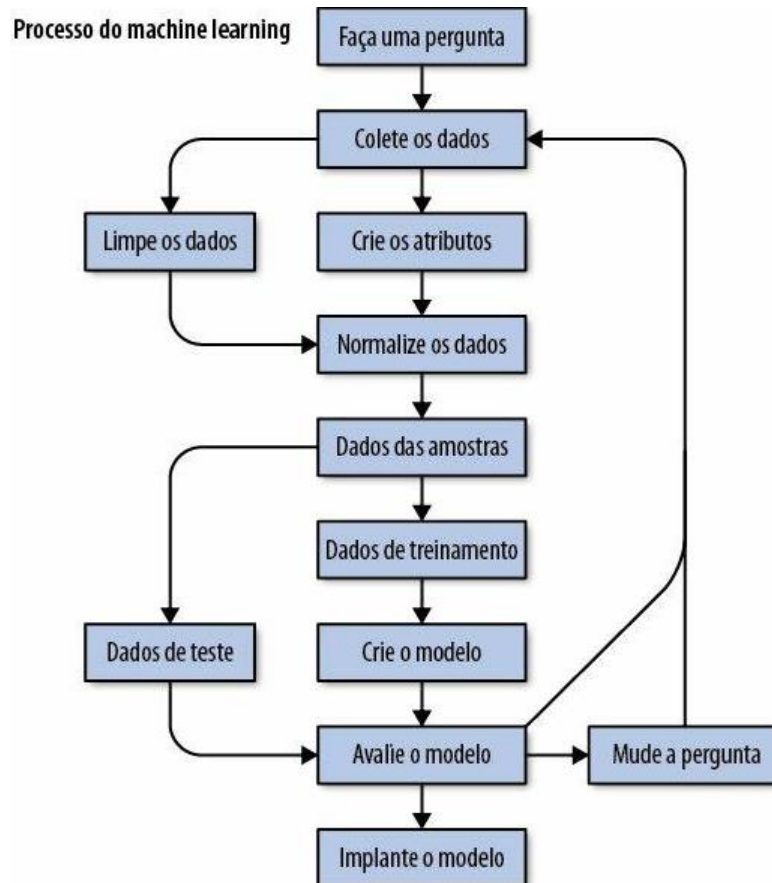 Processo do machine learning
Faça uma pergunta
Colete os dados
Limpe os dados
Crie os atributos
Normalize os dados
Dados das amostras
Dados de treinamento
Dados de teste
Crie o modelo
Avalie o modelo
Mude a pergunta
Implante o modelo